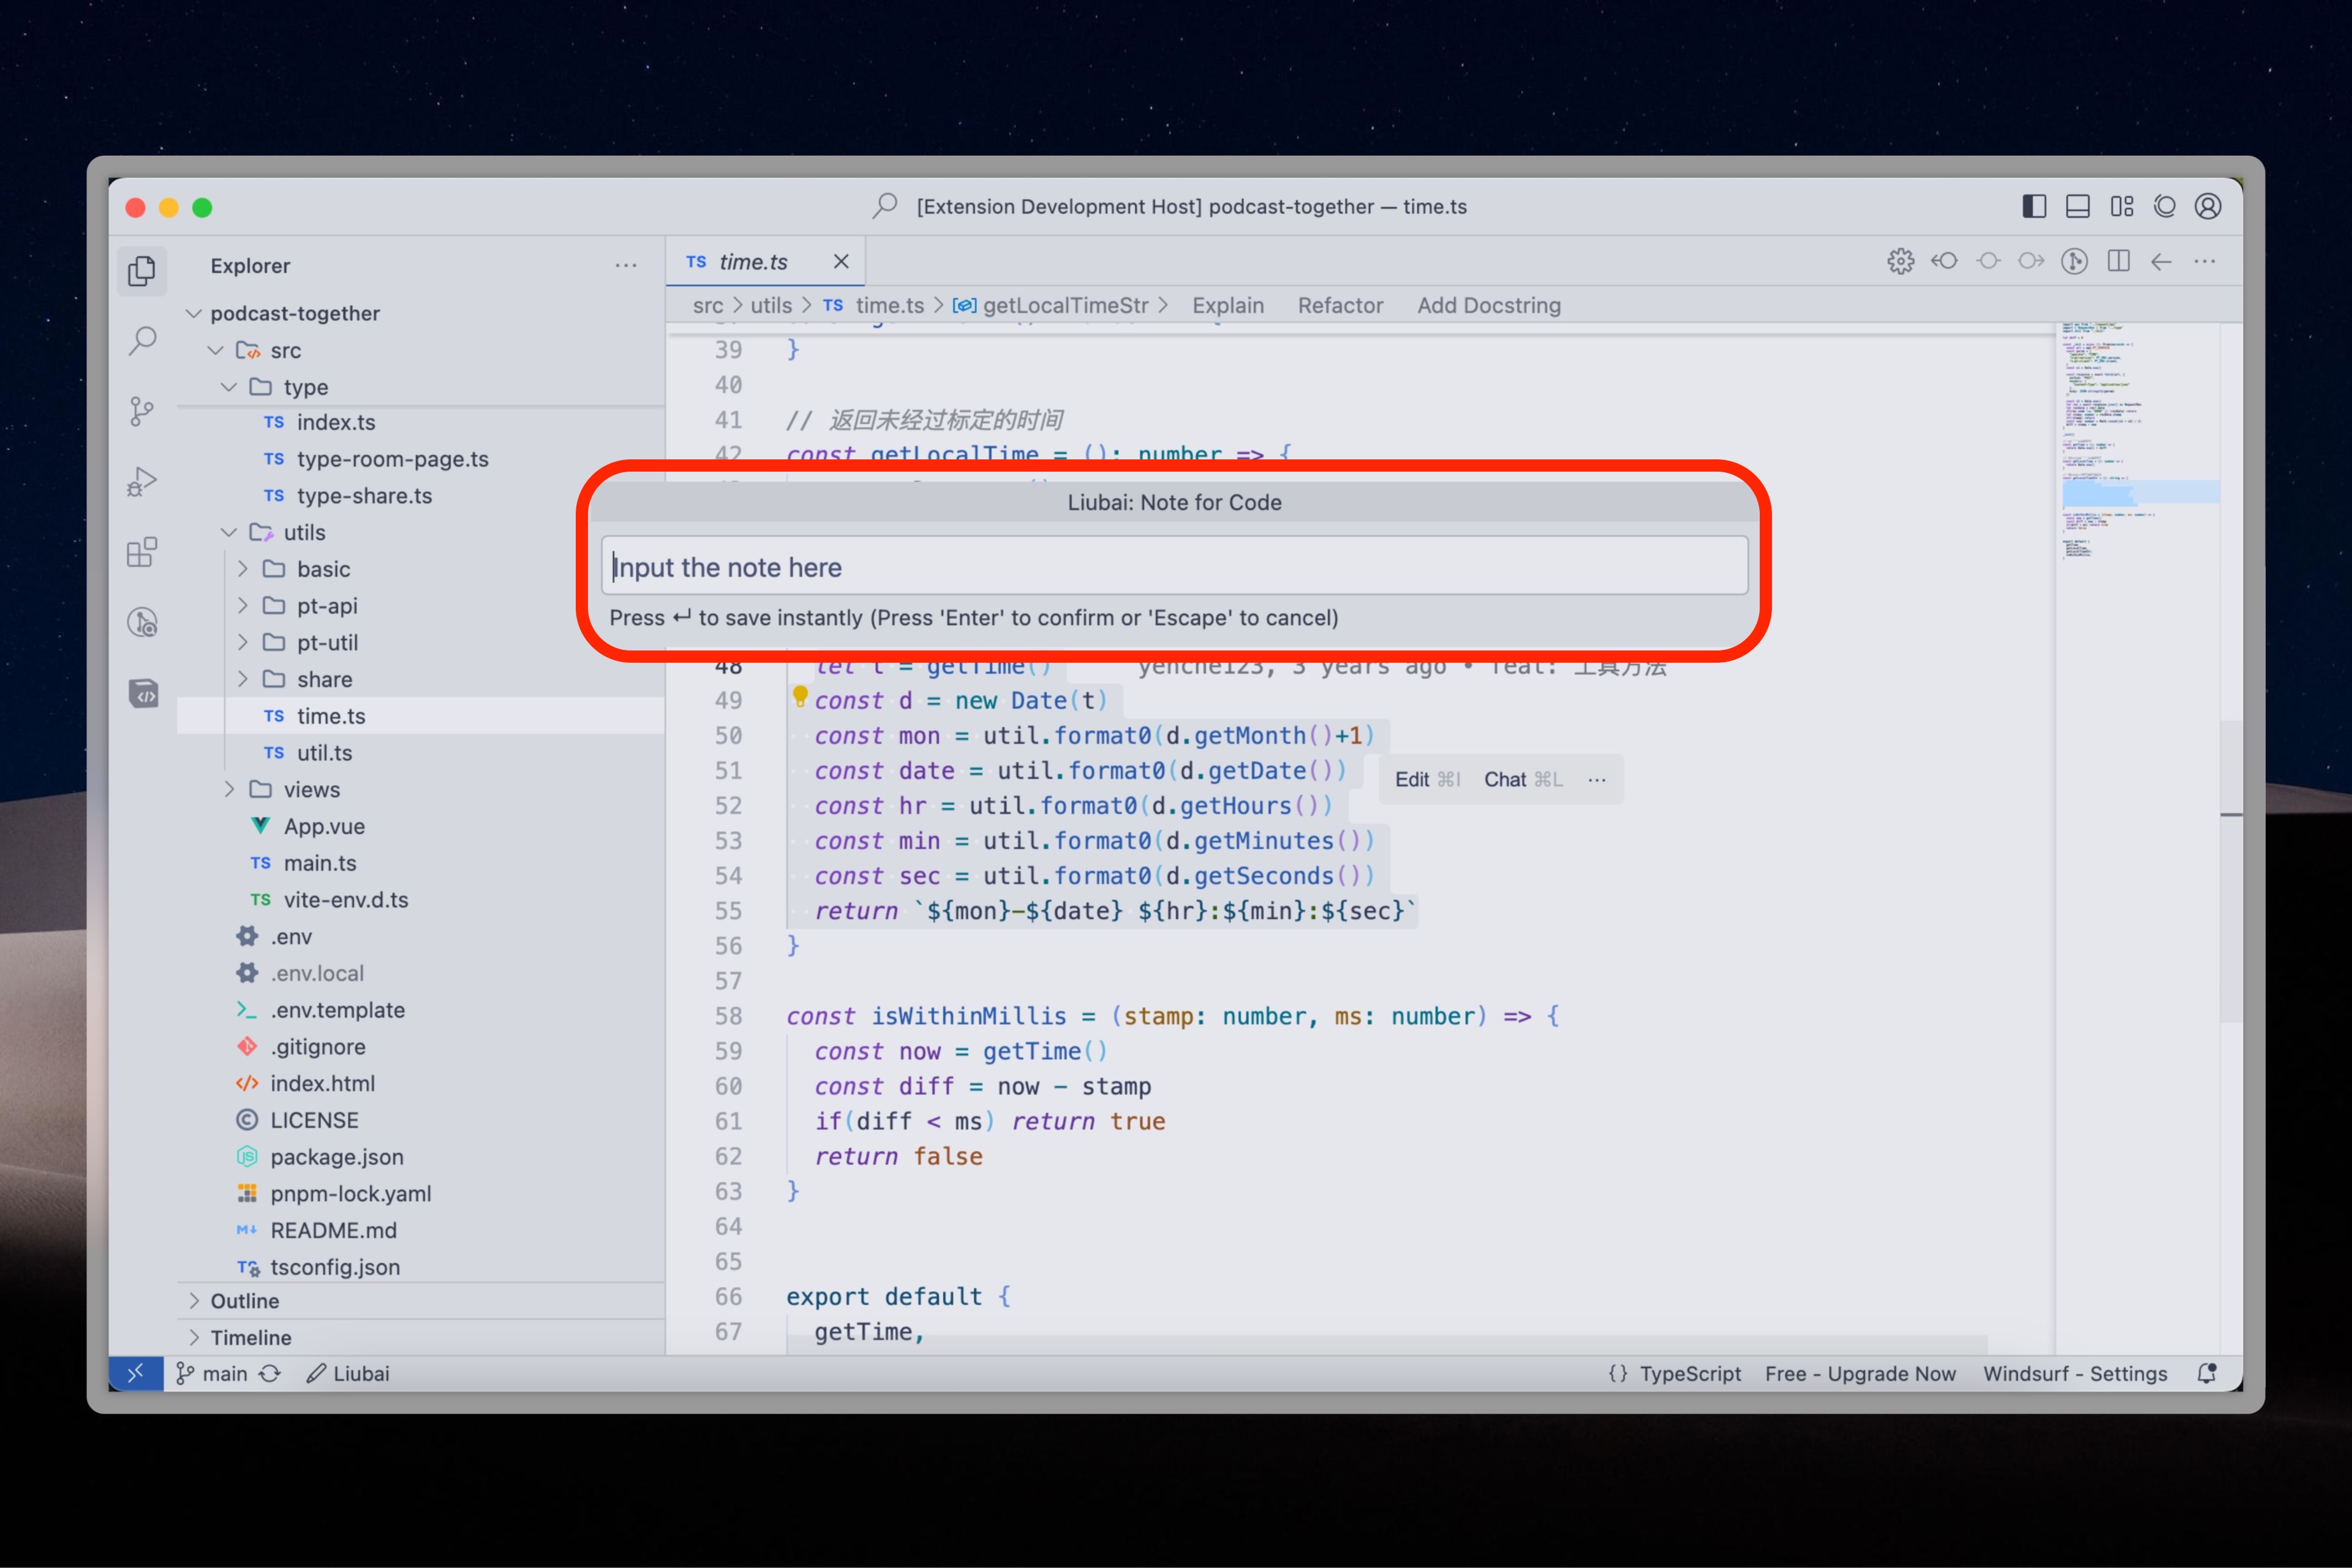 [Extension Development Host] podcast-together — time.ts
Explorer
podcast-together
src
type
TS index.ts
TS type-room-page.ts
TS type-share.ts
utils
basic
pt-api
pt-util
share
TS time.ts
TS util.ts
views
App.vue
TS main.ts
TS vite-env.d.ts
.env
.env.local
.env.template
.gitignore
index.html
LICENSE
package.json
pnpm-lock.yaml
README.md
tsconfig.json
Outline
Timeline
TS time.ts
src > utils > TS time.ts > getLocalTimeStr > Explain Refactor Add Docstring
39 }
40
41 // 返回未经过标定的时间
42 const getLocalTime = (): number => {
Liubai: Note for Code
Input the note here
Press ↵ to save instantly (Press 'Enter' to confirm or 'Escape' to cancel)
48 let t = getTime() yenche123, 3 years ago • feat: 工具方法
49 const d = new Date(t)
50 const mon = util.format0(d.getMonth()+1)
51 const date = util.format0(d.getDate())
Edit ⌘I Chat ⌘L ···
52 const hr = util.format0(d.getHours())
53 const min = util.format0(d.getMinutes())
54 const sec = util.format0(d.getSeconds())
55 return `${mon}-${date} ${hr}:${min}:${sec}`
56 }
57
58 const isWithinMillis = (stamp: number, ms: number) => {
59 const now = getTime()
60 const diff = now - stamp
61 if(diff < ms) return true
62 return false
63 }
64
65
66 export default {
67 getTime,
main Liubai
{} TypeScript Free - Upgrade Now Windsurf - Settings